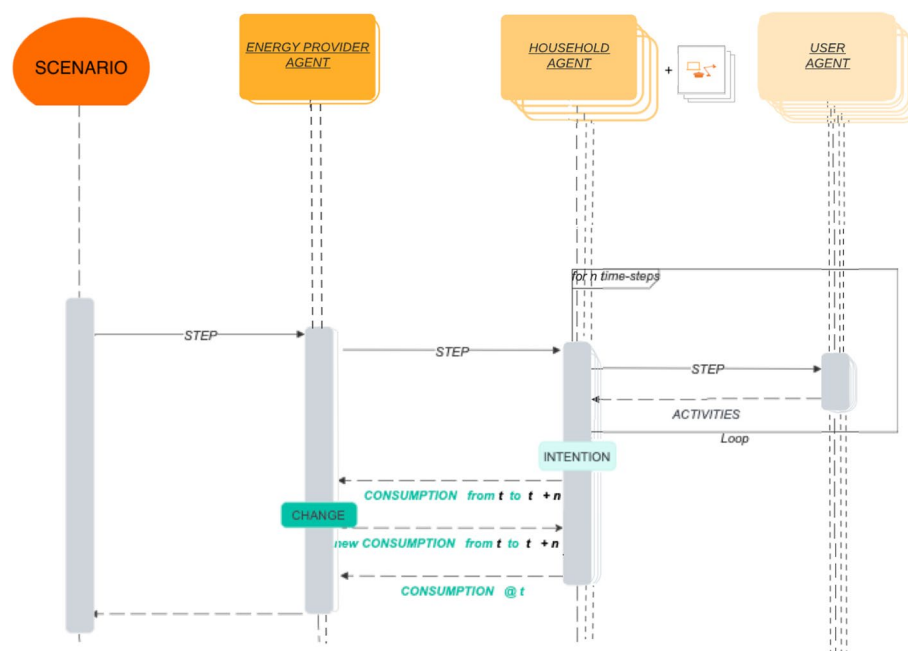 SCENARIO
ENERGY PROVIDER
AGENT
HOUSEHOLD
AGENT
+
USER
AGENT
for n time-steps
STEP
STEP
STEP
ACTIVITIES
Loop
INTENTION
CONSUMPTION from t to t + n
CHANGE
new CONSUMPTION from t to t + n
CONSUMPTION @ t